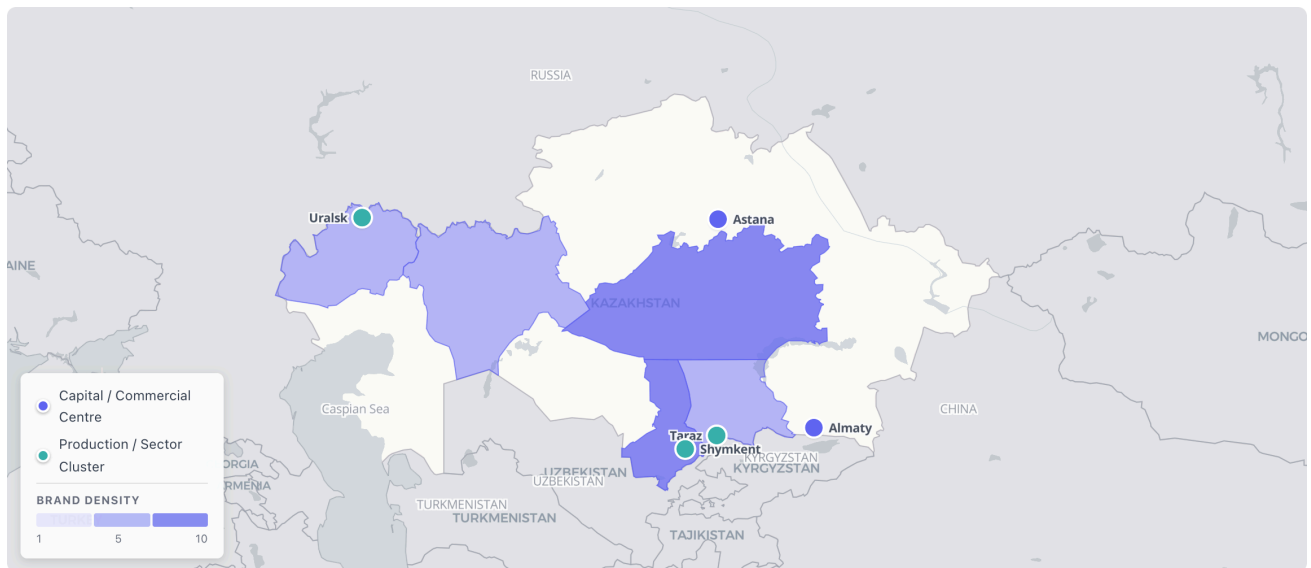 RUSSIA
Uralsk
Astana
AINE
KAZAKHSTAN
MONGO
Caspian Sea
CHINA
Almaty
Taraz
Shymkent
KYRGYZSTAN
KYRGYZSTAN
UZBEKISTAN
UZBEKISTAN
ORGIA
RMENIA
TURKMENISTAN
TURKMENISTAN
TAJIKISTAN
Capital / Commercial
Centre
Production / Sector
Cluster
BRAND DENSITY
1 5 10